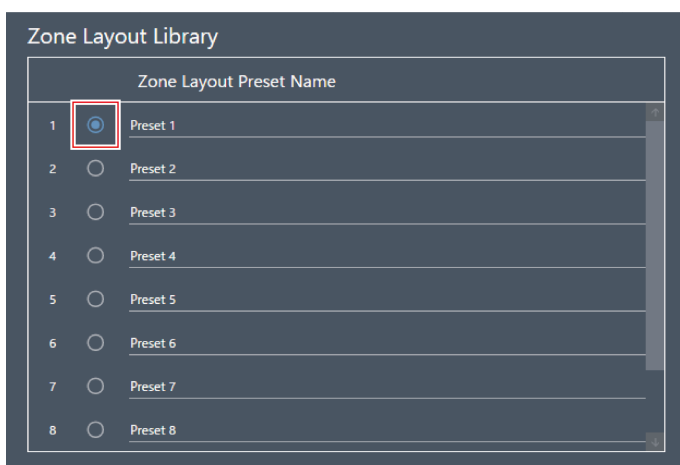 Zone Layout Library
Zone Layout Preset Name
1 Preset 1
2 Preset 2
3 Preset 3
4 Preset 4
5 Preset 5
6 Preset 6
7 Preset 7
8 Preset 8